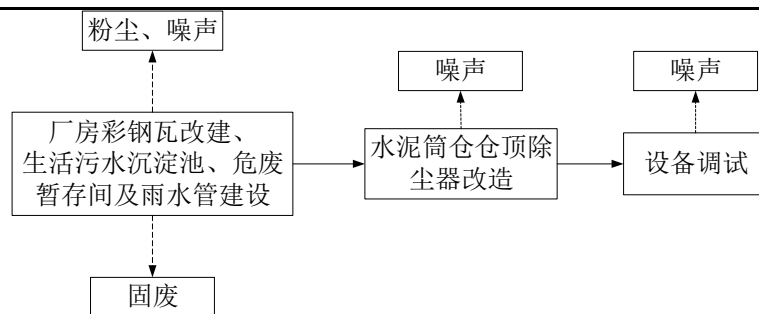 粉尘、噪声
噪声
噪声
厂房彩钢瓦改建、
生活污水沉淀池、危废
暂存间及雨水管建设
水泥筒仓仓顶除
尘器改造
设备调试
固废